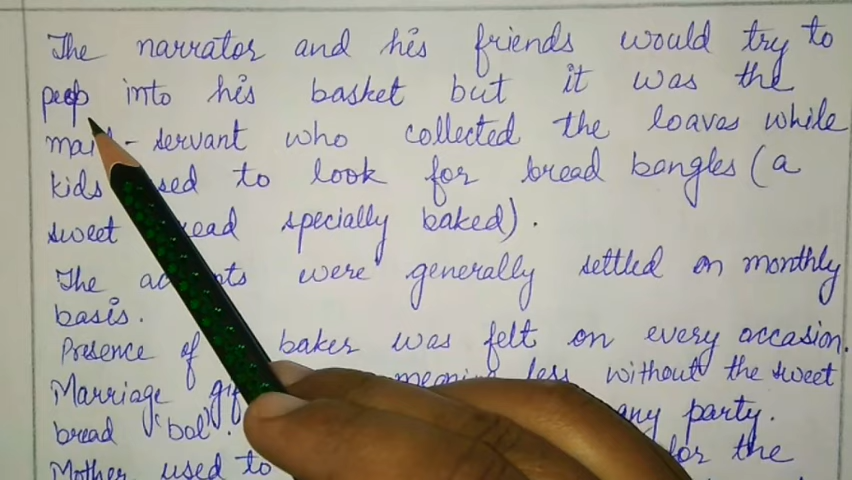 The narrator and his friends would try to
peep into his basket but it was the
maid-servant who collected the loaves while
kids used to look for bread bangles (a
sweet bread specially baked).
The accounts were generally settled on monthly
basis.
Presence of baker was felt on every occasion.
Marriage meaning less without the sweet
bread 'bol'. any party.
Mother used to for the